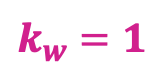 k_w = 1